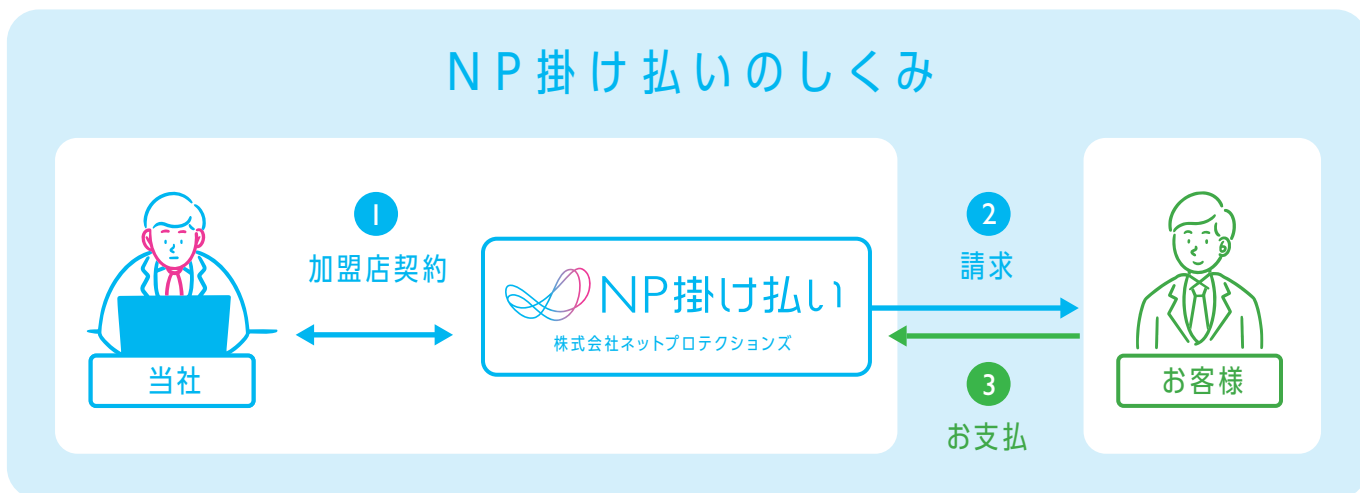 NP掛け払いのしくみ
1
加盟店契約
当社
NP掛け払い
株式会社ネットプロテクションズ
2
請求
3
お支払
お客様